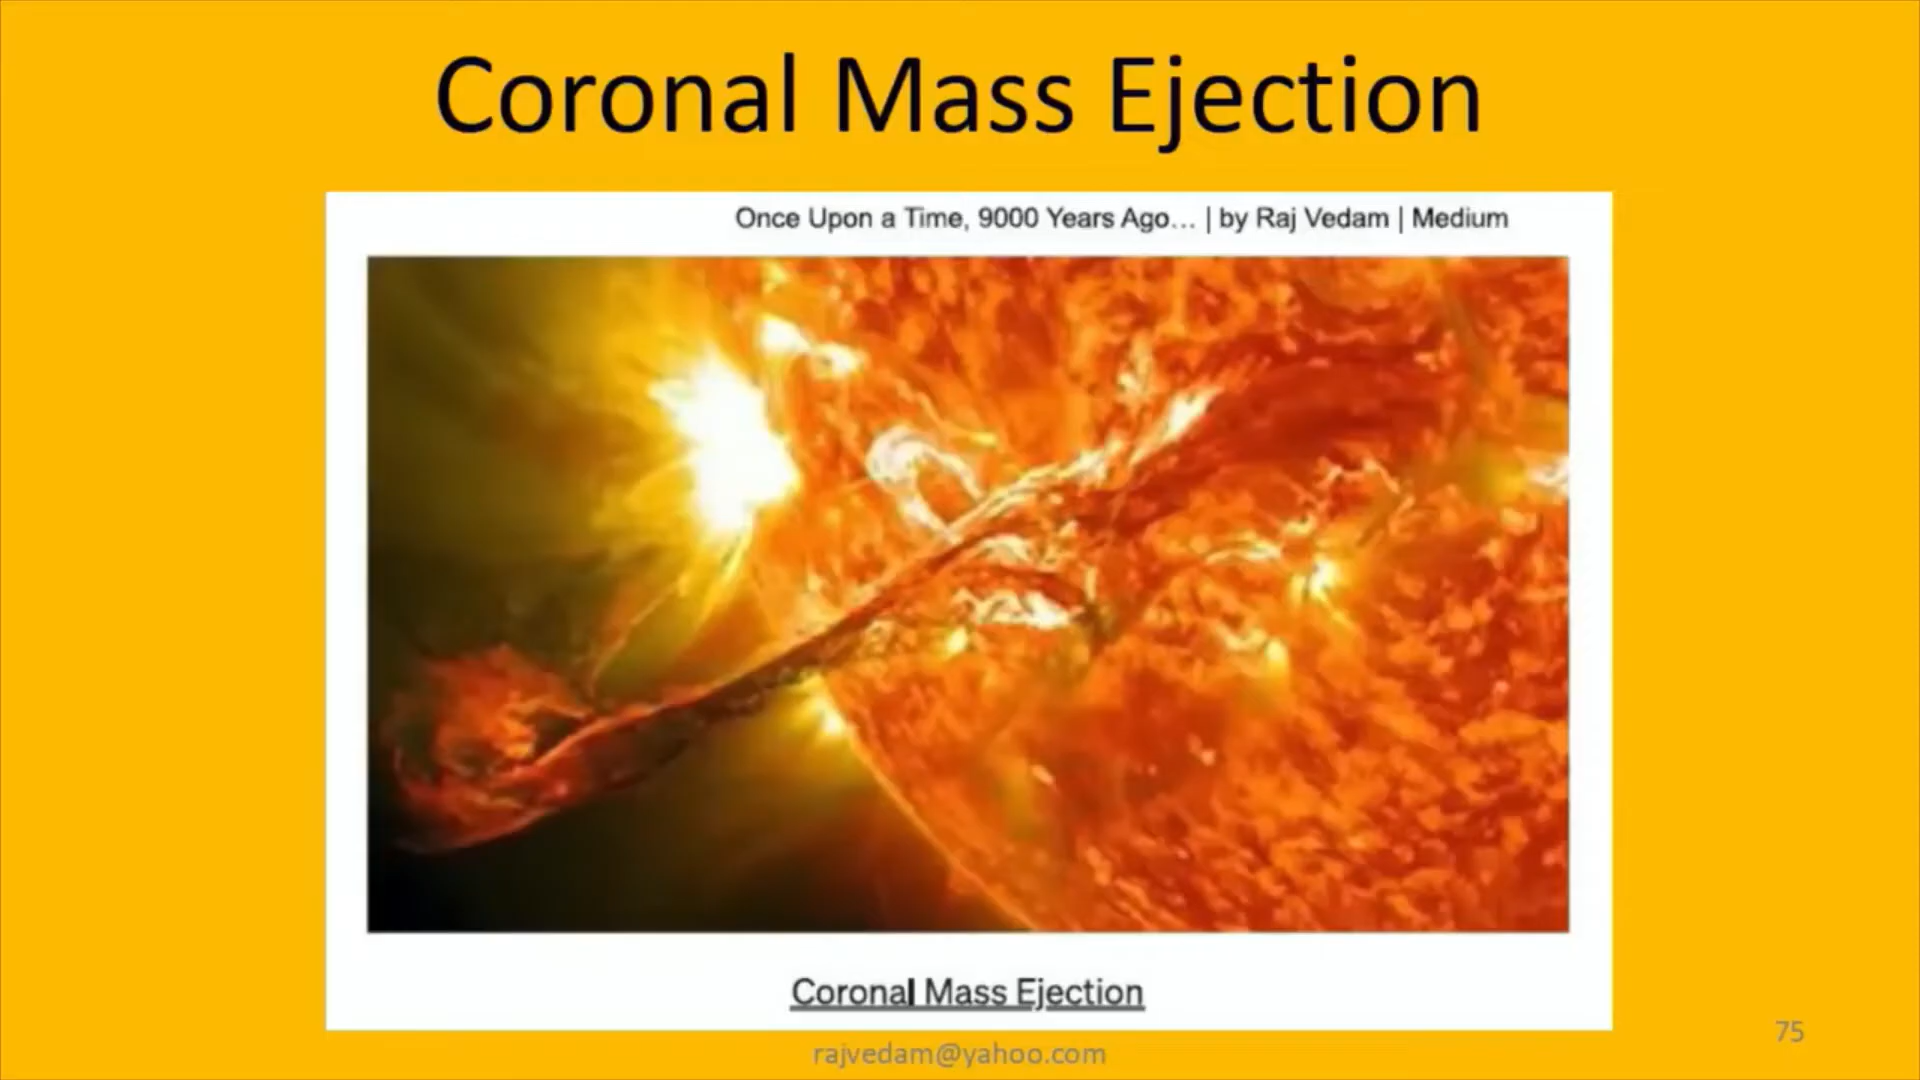 Coronal Mass Ejection
Once Upon a Time, 9000 Years Ago... | by Raj Vedam | Medium
Coronal Mass Ejection
75
rajvedam@yahoo.com